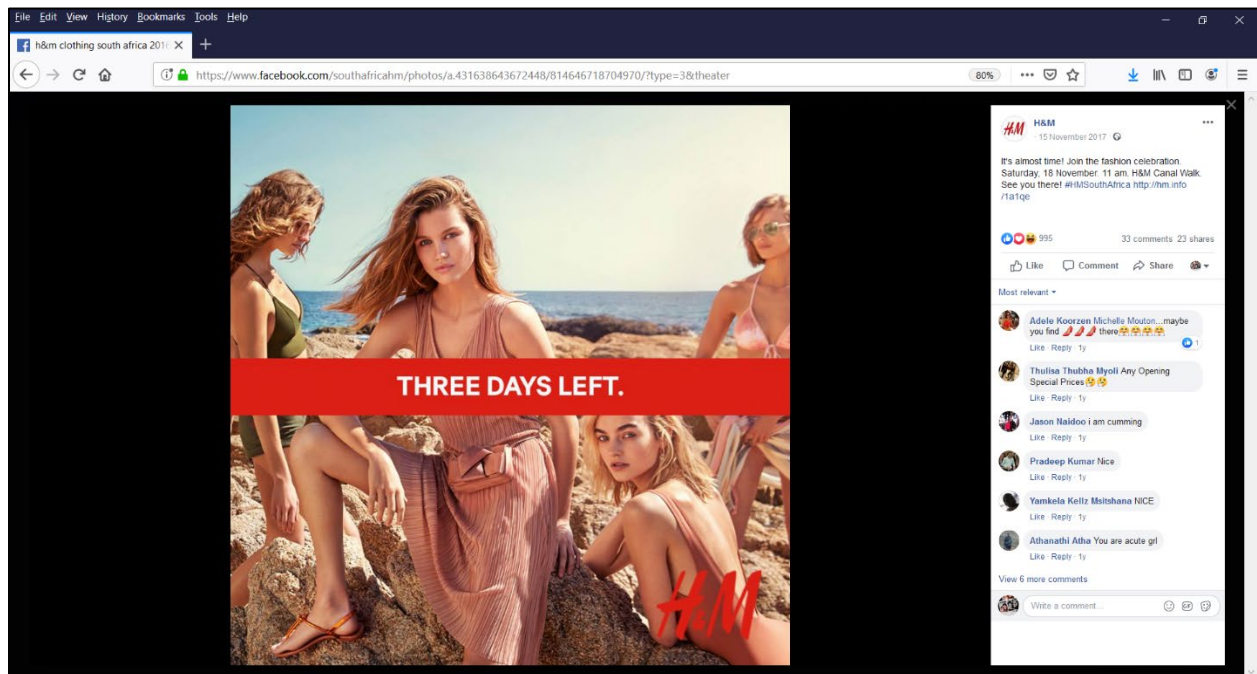 File Edit View History Bookmarks Tools Help
h&m clothing south africa 2016
https://www.facebook.com/southafricahm/photos/a.431638643672448/814646718704970/?type=3&theater
80%
H&M
H&M
· 15 November 2017 ·
It's almost time! Join the fashion celebration.
Saturday, 18 November. 11 am. H&M Canal Walk.
See you there! #HMSouthAfrica http://hm.info
/1a1qe
995 33 comments 23 shares
Like Comment Share
Most relevant
Adele Koorzen Michelle Mouton...maybe
you find there
1
Like · Reply · 1y
Thulisa Thubha Myoli Any Opening
Special Prices
Like · Reply · 1y
Jason Naidoo i am cumming
Like · Reply · 1y
Pradeep Kumar Nice
Like · Reply · 1y
Yamkela Kellz Msitshana NICE
Like · Reply · 1y
Athanathi Atha You are acute grl
Like · Reply · 1y
View 6 more comments
Write a comment...
GIF
THREE DAYS LEFT.
H&M